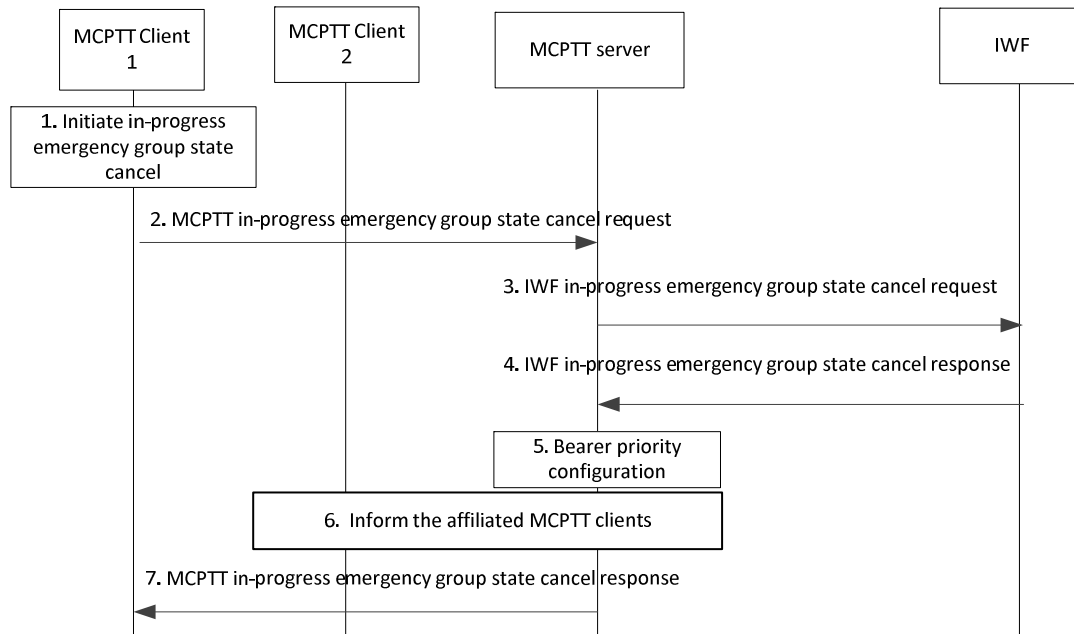 MCPTT Client
1
MCPTT Client
2
MCPTT server
IWF
1. Initiate in-progress
emergency group state
cancel
2. MCPTT in-progress emergency group state cancel request
3. IWF in-progress emergency group state cancel request
4. IWF in-progress emergency group state cancel response
5. Bearer priority
configuration
6. Inform the affiliated MCPTT clients
7. MCPTT in-progress emergency group state cancel response